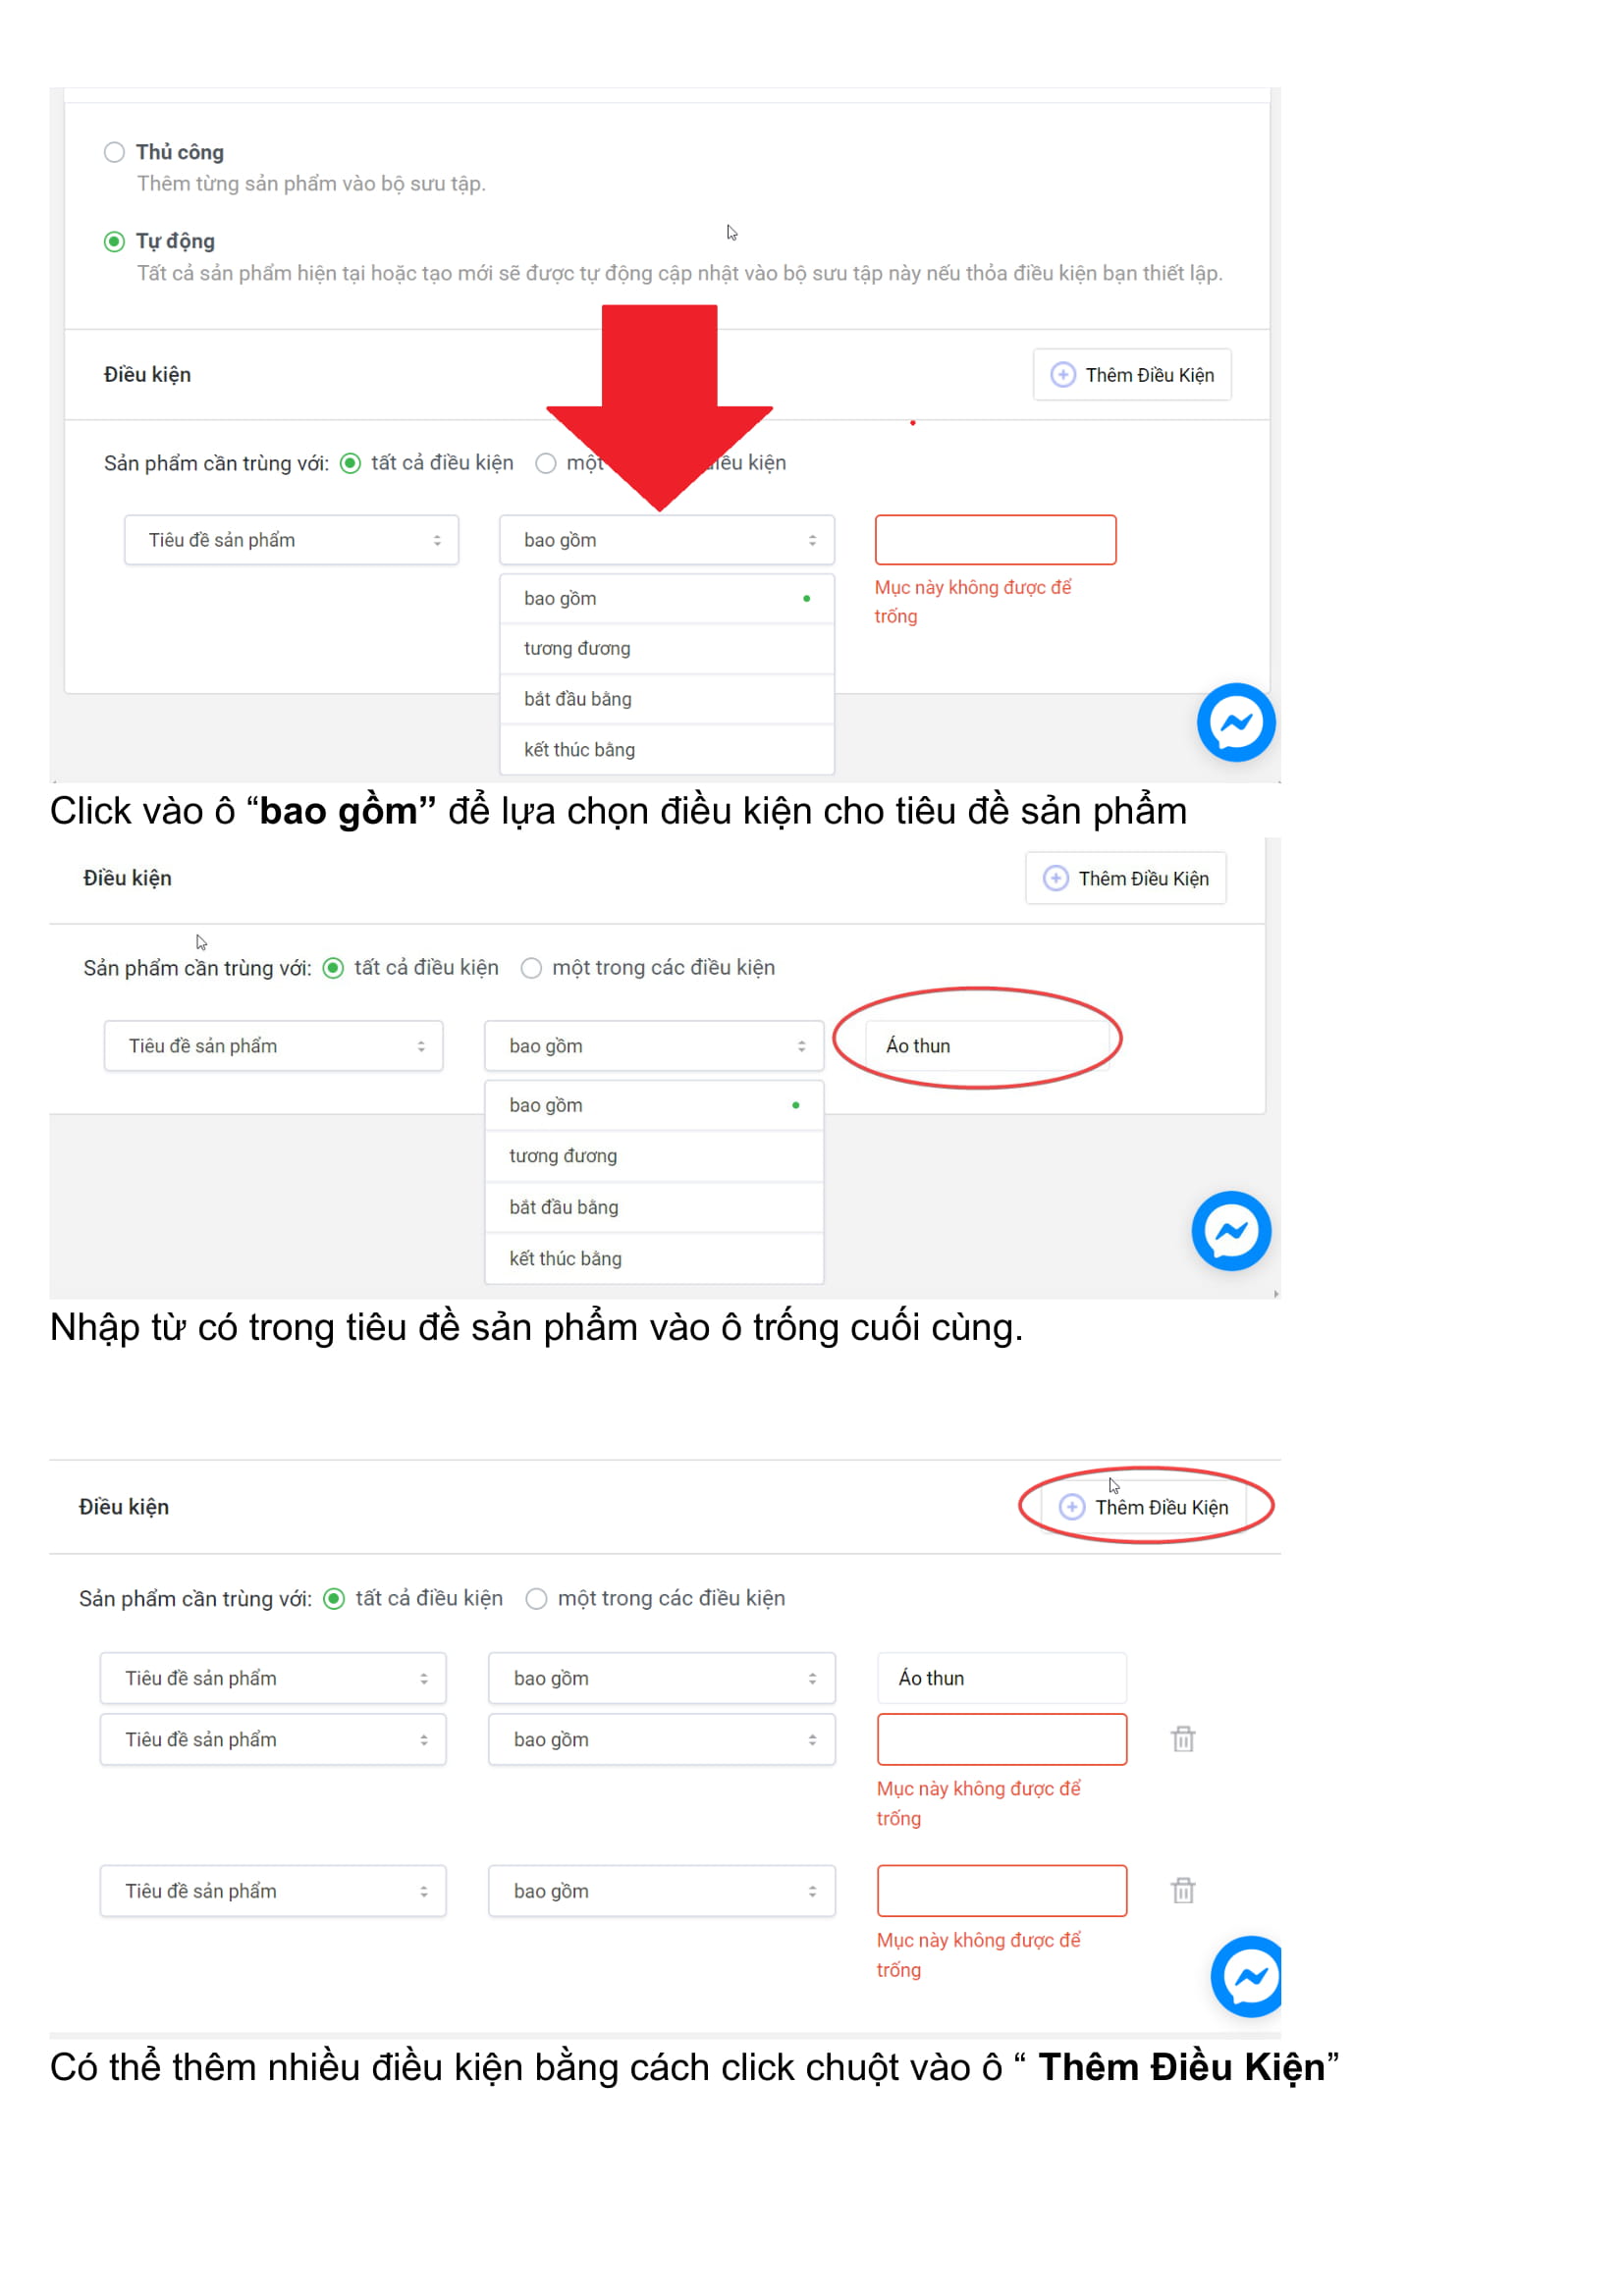 Thủ công
Thêm từng sản phẩm vào bộ sưu tập.
Tự động
Tất cả sản phẩm hiện tại hoặc tạo mới sẽ được tự động cập nhật vào bộ sưu tập này nếu thỏa điều kiện bạn thiết lập.
Điều kiện
Thêm Điều Kiện
Sản phẩm cần trùng với: tất cả điều kiện một điều kiện
Tiêu đề sản phẩm bao gồm
bao gồm
tương đương
bắt đầu bằng
kết thúc bằng
Mục này không được để
trống
Click vào ô “bao gồm” để lựa chọn điều kiện cho tiêu đề sản phẩm
Điều kiện
Thêm Điều Kiện
Sản phẩm cần trùng với: tất cả điều kiện một trong các điều kiện
Tiêu đề sản phẩm bao gồm Áo thun
bao gồm
tương đương
bắt đầu bằng
kết thúc bằng
Nhập từ có trong tiêu đề sản phẩm vào ô trống cuối cùng.
Điều kiện
Thêm Điều Kiện
Sản phẩm cần trùng với: tất cả điều kiện một trong các điều kiện
Tiêu đề sản phẩm bao gồm Áo thun
Tiêu đề sản phẩm bao gồm
Mục này không được để
trống
Tiêu đề sản phẩm bao gồm
Mục này không được để
trống
Có thể thêm nhiều điều kiện bằng cách click chuột vào ô “ Thêm Điều Kiện”